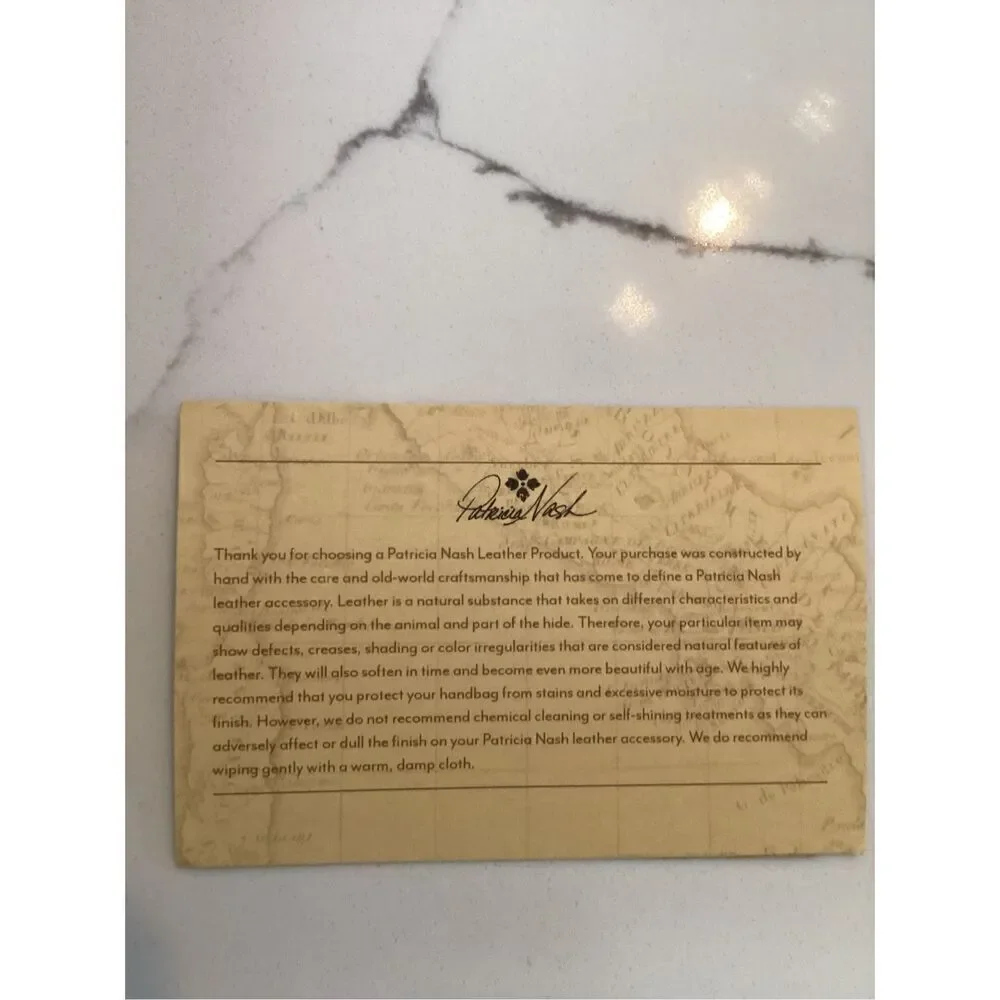 Patricia Nash
Thank you for choosing a Patricia Nash Leather Product. Your purchase was constructed by
hand with the care and old-world craftsmanship that has come to define a Patricia Nash
leather accessory. Leather is a natural substance that takes on different characteristics and
qualities depending on the animal and part of the hide. Therefore, your particular item may
show defects, creases, shading or color irregularities that are considered natural features of
leather. They will also soften in time and become even more beautiful with age. We highly
recommend that you protect your handbag from stains and excessive moisture to protect its
finish. However, we do not recommend chemical cleaning or self-shining treatments as they can
adversely affect or dull the finish on your Patricia Nash leather accessory. We do recommend
wiping gently with a warm, damp cloth.